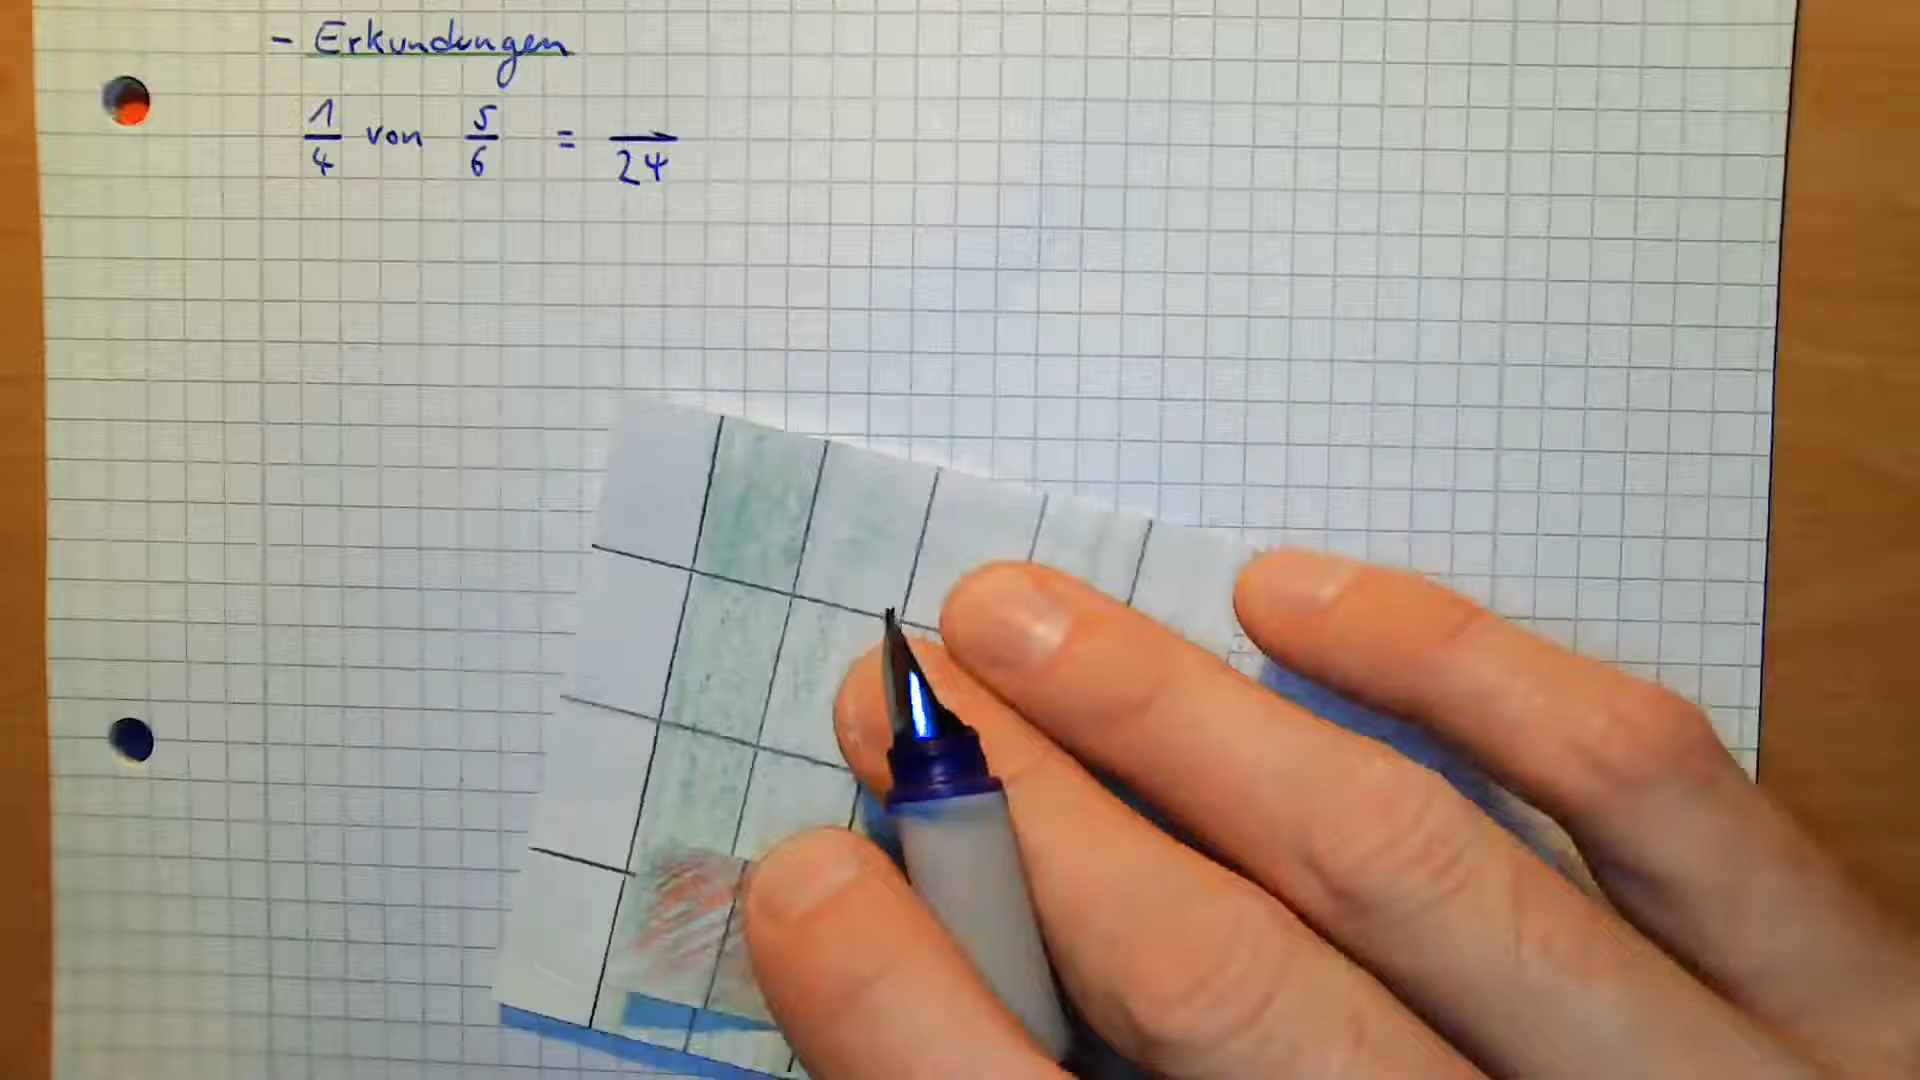 - Erkundungen
1/4 von 5/6 = /24